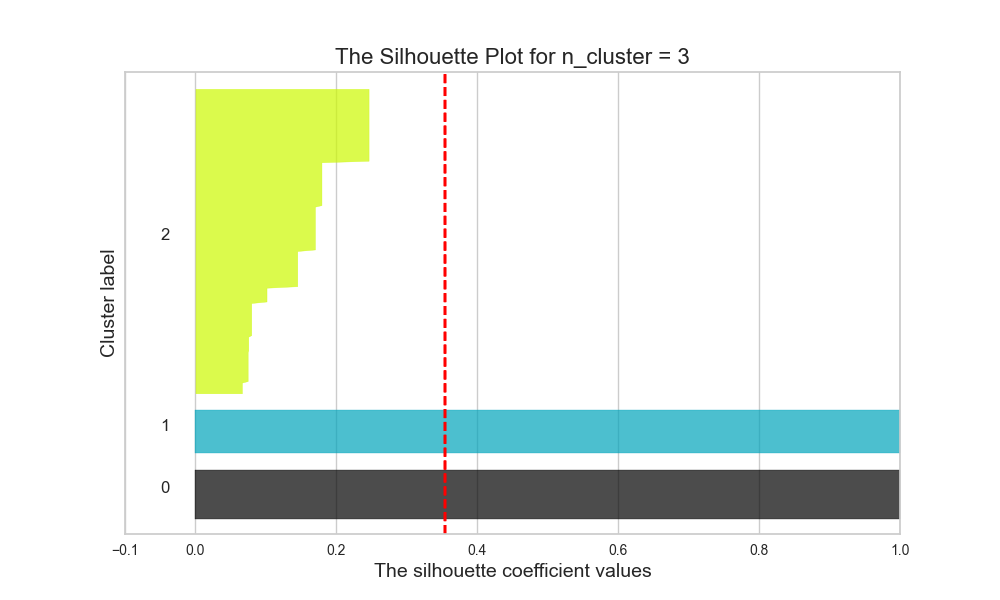 The Silhouette Plot for n_cluster = 3
Cluster label
2
1
0
−0.1 0.0 0.2 0.4 0.6 0.8 1.0
The silhouette coefficient values